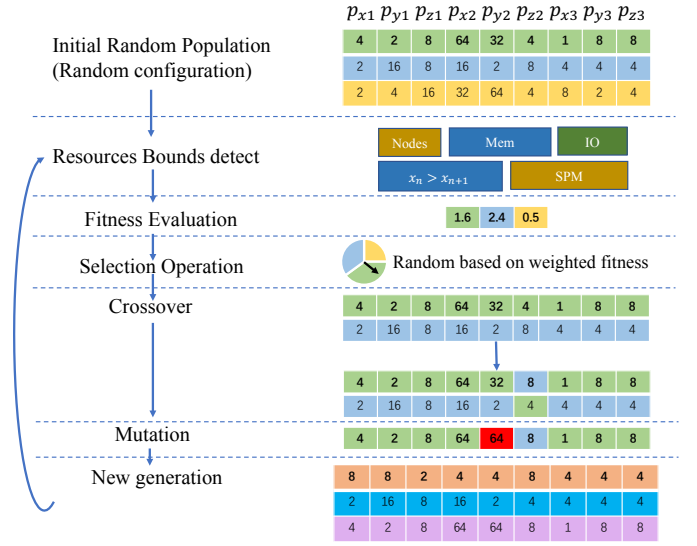 p_x1 p_y1 p_z1 p_x2 p_y2 p_z2 p_x3 p_y3 p_z3
Initial Random Population
(Random configuration)
4 2 8 64 32 4 1 8 8
2 16 8 16 2 8 4 4 4
2 4 16 32 64 4 8 2 4
Resources Bounds detect
Nodes Mem IO
x_n > x_{n+1} SPM
Fitness Evaluation
1.6 2.4 0.5
Selection Operation
Random based on weighted fitness
Crossover
4 2 8 64 32 4 1 8 8
2 16 8 16 2 8 4 4 4
4 2 8 64 32 8 1 8 8
2 16 8 16 2 4 4 4 4
Mutation
4 2 8 64 64 8 1 8 8
New generation
8 8 2 4 4 8 4 4 4
2 16 8 16 2 4 4 4 4
4 2 8 64 64 8 1 8 8